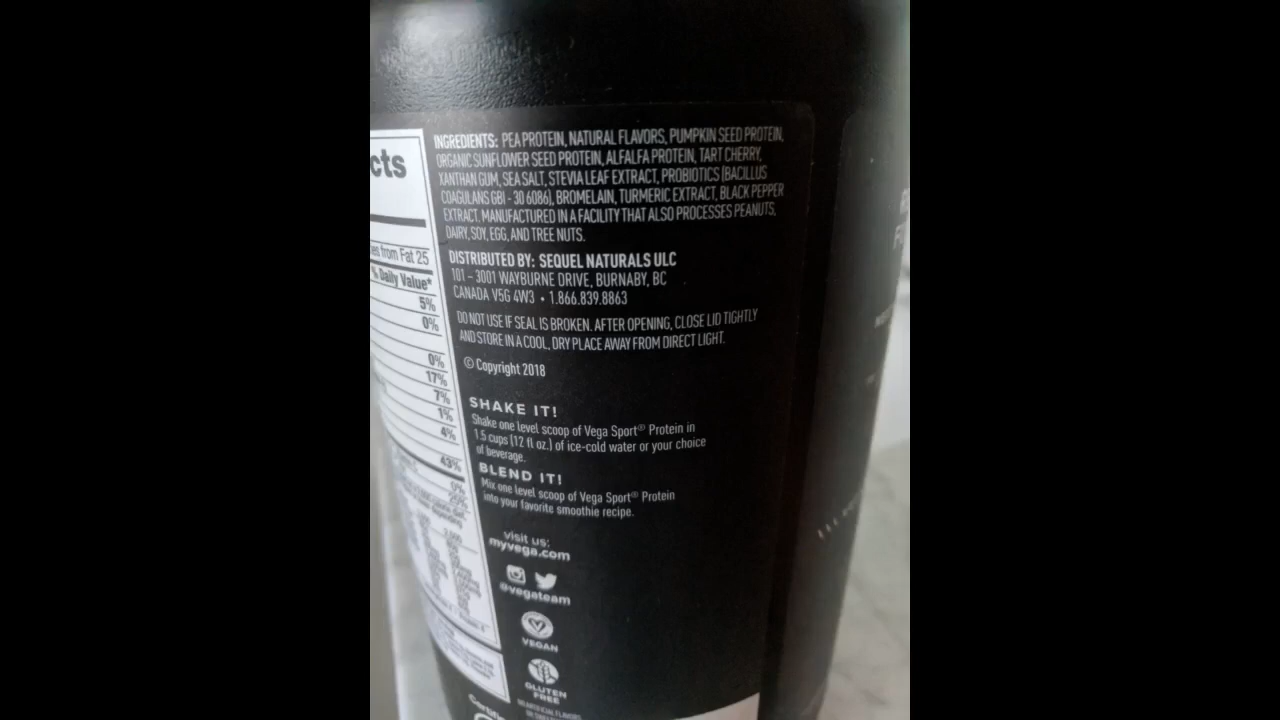 cts
from Fat 25
% Daily Value*
5%
0%
0%
17%
7%
1%
4%
43%
0%
INGREDIENTS: PEA PROTEIN, NATURAL FLAVORS, PUMPKIN SEED PROTEIN,
ORGANIC SUNFLOWER SEED PROTEIN, ALFALFA PROTEIN, TART CHERRY,
XANTHAN GUM, SEA SALT, STEVIA LEAF EXTRACT, PROBIOTICS (BACILLUS
COAGULANS GBI - 30 6086), BROMELAIN, TURMERIC EXTRACT, BLACK PEPPER
EXTRACT. MANUFACTURED IN A FACILITY THAT ALSO PROCESSES PEANUTS,
DAIRY, SOY, EGG, AND TREE NUTS.
DISTRIBUTED BY: SEQUEL NATURALS ULC
101 – 3001 WAYBURNE DRIVE, BURNABY, BC
CANADA V5G 4W3 • 1.866.839.8863
DO NOT USE IF SEAL IS BROKEN. AFTER OPENING, CLOSE LID TIGHTLY
AND STORE IN A COOL, DRY PLACE AWAY FROM DIRECT LIGHT.
© Copyright 2018
SHAKE IT!
Shake one level scoop of Vega Sport® Protein in
1.5 cups (12 fl oz.) of ice-cold water or your choice
of beverage.
BLEND IT!
Mix one level scoop of Vega Sport® Protein
into your favorite smoothie recipe.
visit us:
myvega.com
@vegateam
VEGAN
GLUTEN
FREE
NO ARTIFICIAL FLAVORS